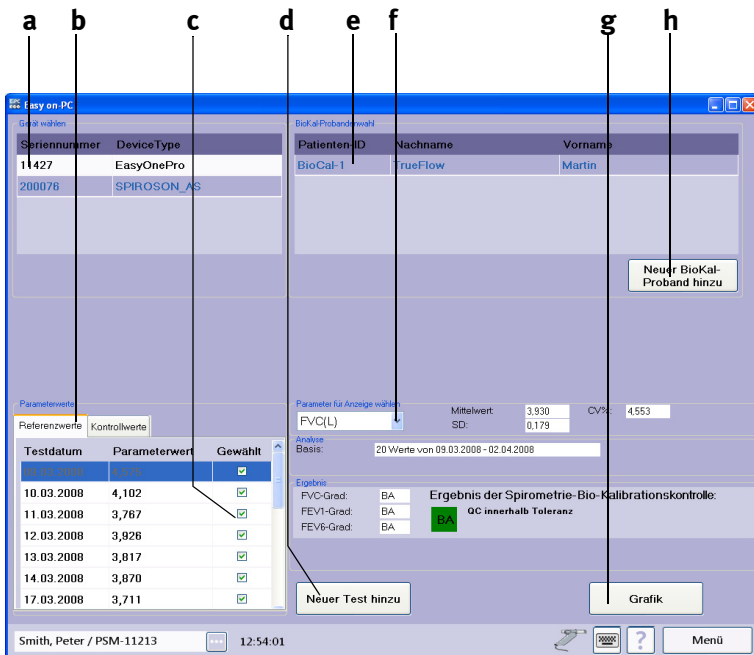 a b c d e f g h
Easy on-PC
Gerät wählen
Seriennummer DeviceType
11427 EasyOnePro
200076 SPIROSON_AS
BioKal-Probandenwahl
Patienten-ID Nachname Vorname
BioCal-1 TrueFlow Martin
Neuer BioKal-
Proband hinzu
Parameterwerte
Referenzwerte Kontrollwerte
Testdatum Parameterwert Gewählt
10.03.2008 4,102
11.03.2008 3,767
12.03.2008 3,926
13.03.2008 3,817
14.03.2008 3,870
17.03.2008 3,711
Parameter für Anzeige wählen
FVC(L) Mittelwert: 3,930 CV%: 4,553
SD: 0,179
Analyse
Basis: 20 Werte von 09.03.2008 - 02.04.2008
Ergebnis
FVC-Grad: BA Ergebnis der Spirometrie-Bio-Kalibrationskontrolle:
FEV1-Grad: BA BA QC innerhalb Toleranz
FEV6-Grad: BA
Neuer Test hinzu
Grafik
Smith, Peter / PSM-11213 ... 12:54:01 ? Menü